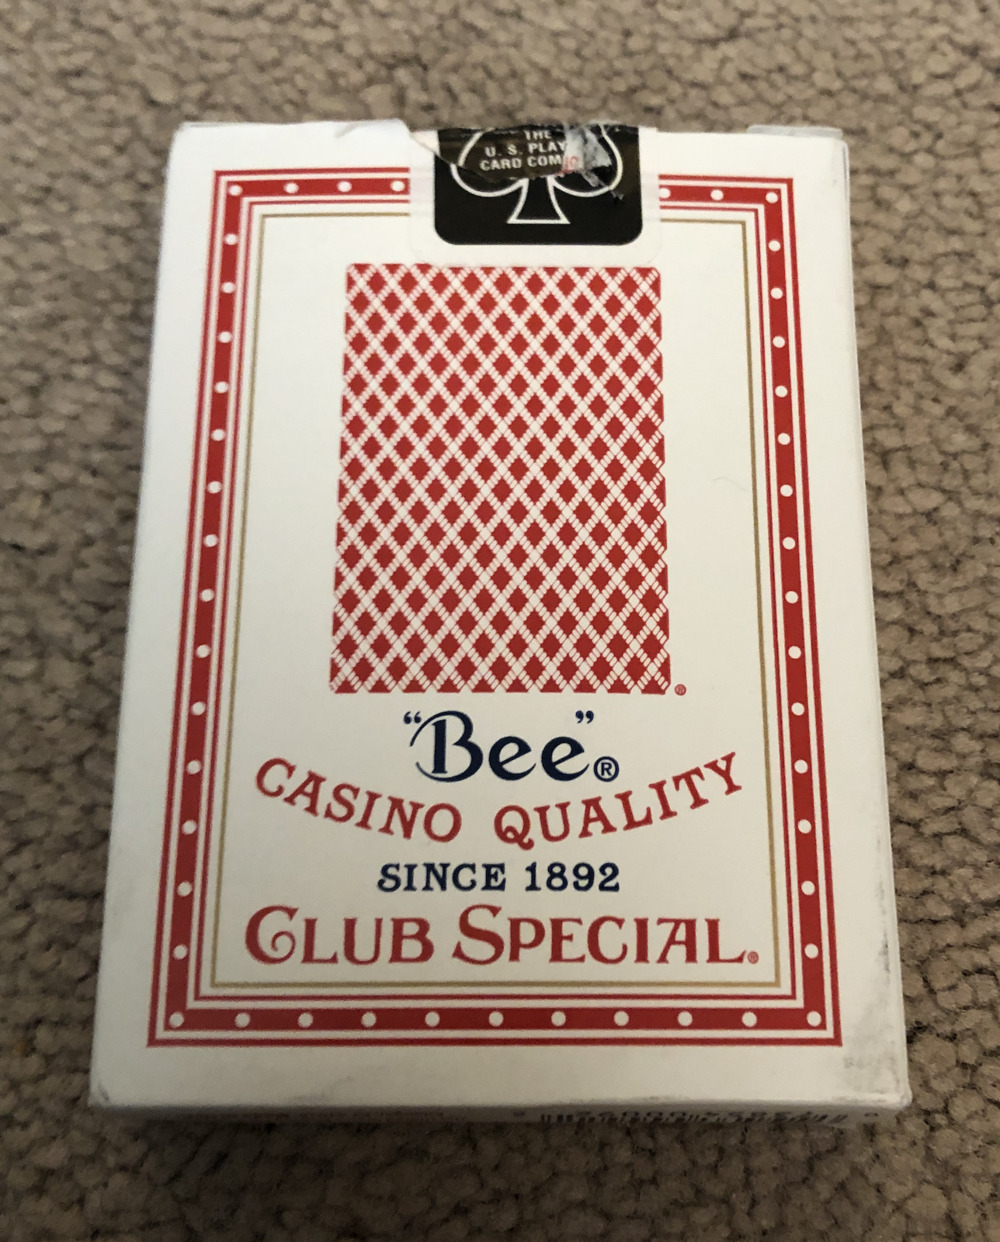 THE
U. S. PLAY
CARD COM
"Bee"®
CASINO QUALITY
SINCE 1892
CLUB SPECIAL®